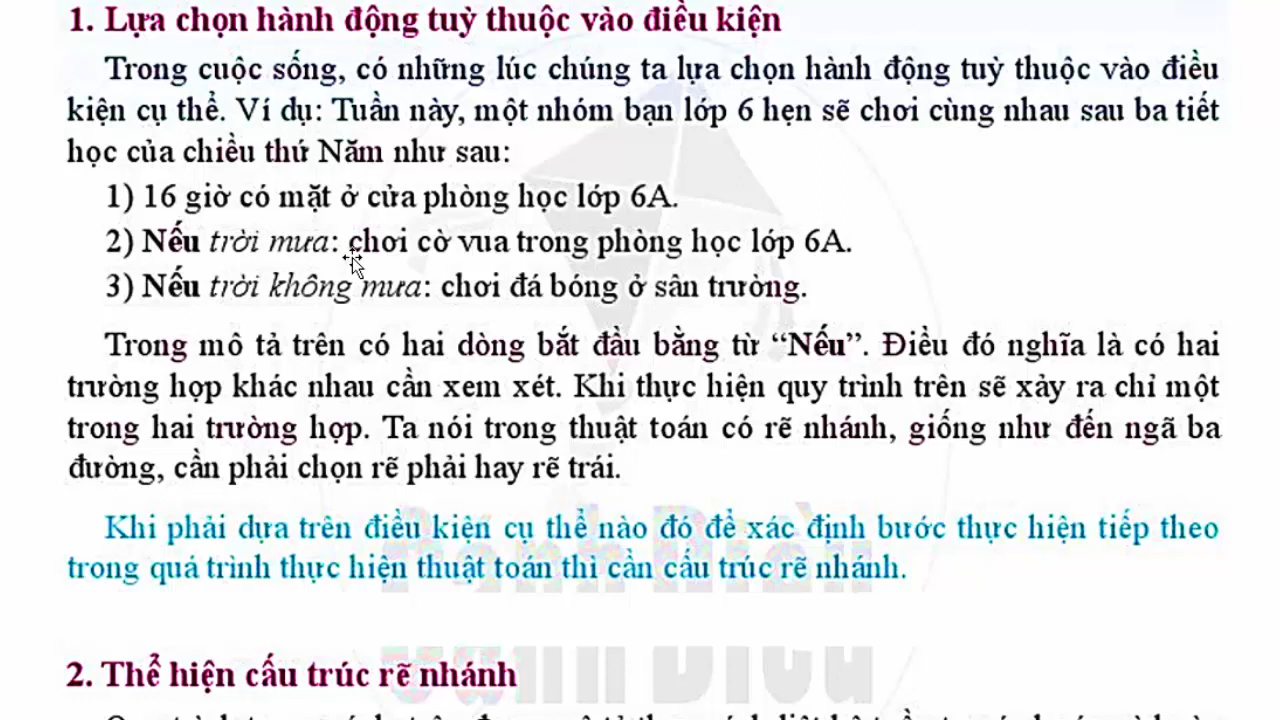 1. Lựa chọn hành động tuỳ thuộc vào điều kiện
Trong cuộc sống, có những lúc chúng ta lựa chọn hành động tuỳ thuộc vào điều
kiện cụ thể. Ví dụ: Tuần này, một nhóm bạn lớp 6 hẹn sẽ chơi cùng nhau sau ba tiết
học của chiều thứ Năm như sau:
1) 16 giờ có mặt ở cửa phòng học lớp 6A.
2) Nếu trời mưa: chơi cờ vua trong phòng học lớp 6A.
3) Nếu trời không mưa: chơi đá bóng ở sân trường.
Trong mô tả trên có hai dòng bắt đầu bằng từ “Nếu”. Điều đó nghĩa là có hai
trường hợp khác nhau cần xem xét. Khi thực hiện quy trình trên sẽ xảy ra chỉ một
trong hai trường hợp. Ta nói trong thuật toán có rẽ nhánh, giống như đến ngã ba
đường, cần phải chọn rẽ phải hay rẽ trái.
Khi phải dựa trên điều kiện cụ thể nào đó để xác định bước thực hiện tiếp theo
trong quá trình thực hiện thuật toán thì cần cấu trúc rẽ nhánh.
Cánh Diều
2. Thể hiện cấu trúc rẽ nhánh